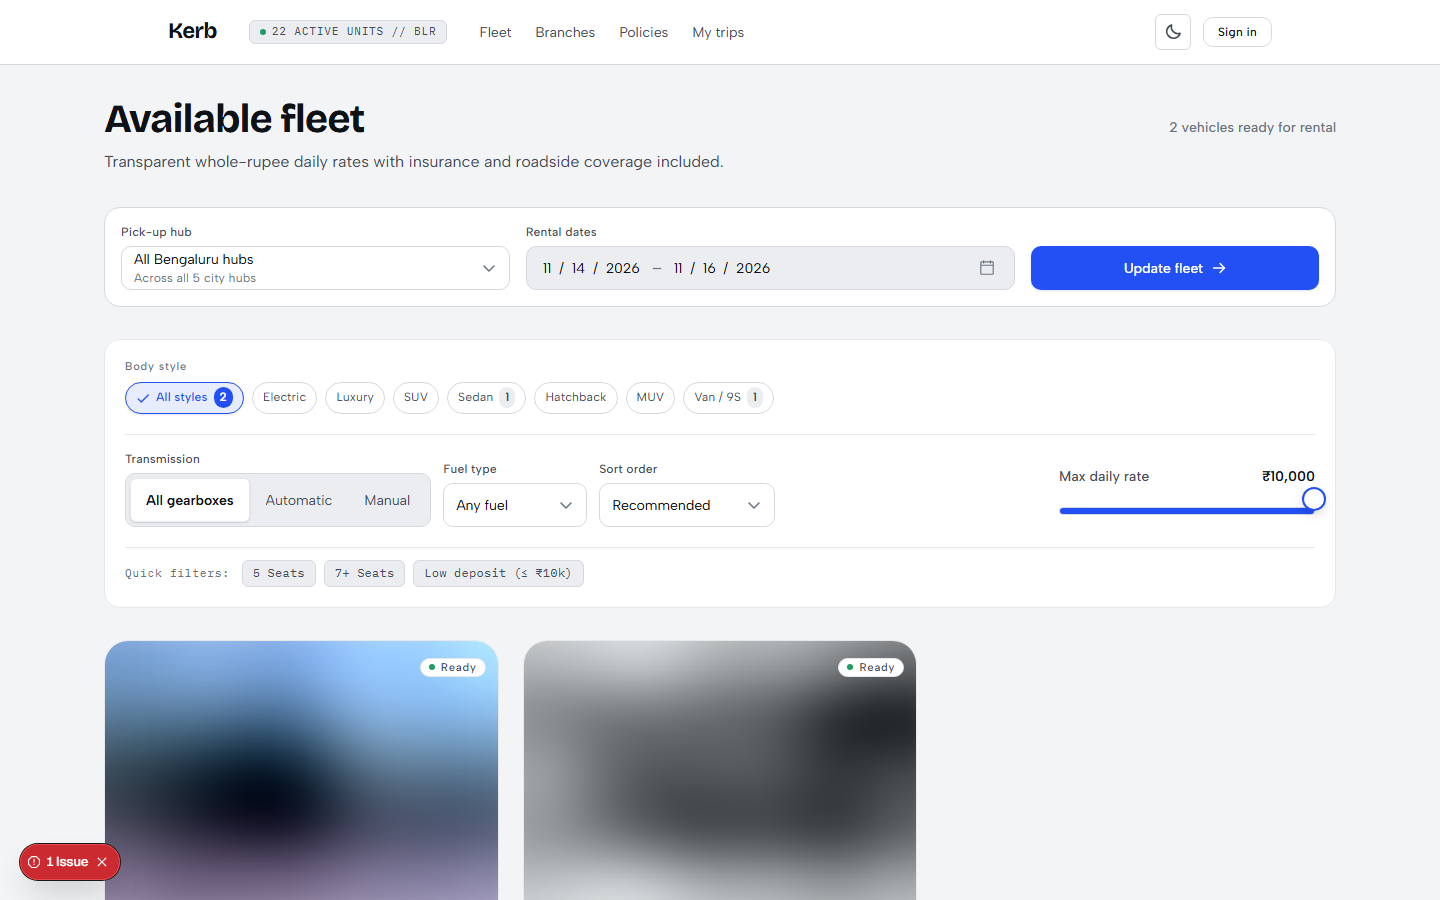 Kerb
22 ACTIVE UNITS // BLR
Fleet
Branches
Policies
My trips
Sign in
Available fleet
2 vehicles ready for rental
Transparent whole-rupee daily rates with insurance and roadside coverage included.
Pick-up hub
Rental dates
All Bengaluru hubs
Across all 5 city hubs
11 / 14 / 2026 – 11 / 16 / 2026
Update fleet →
Body style
All styles 2
Electric
Luxury
SUV
Sedan 1
Hatchback
MUV
Van / 9S 1
Transmission
Fuel type
Sort order
Max daily rate
₹10,000
All gearboxes
Automatic
Manual
Any fuel
Recommended
Quick filters:
5 Seats
7+ Seats
Low deposit (≤ ₹10k)
Ready
Ready
1 Issue